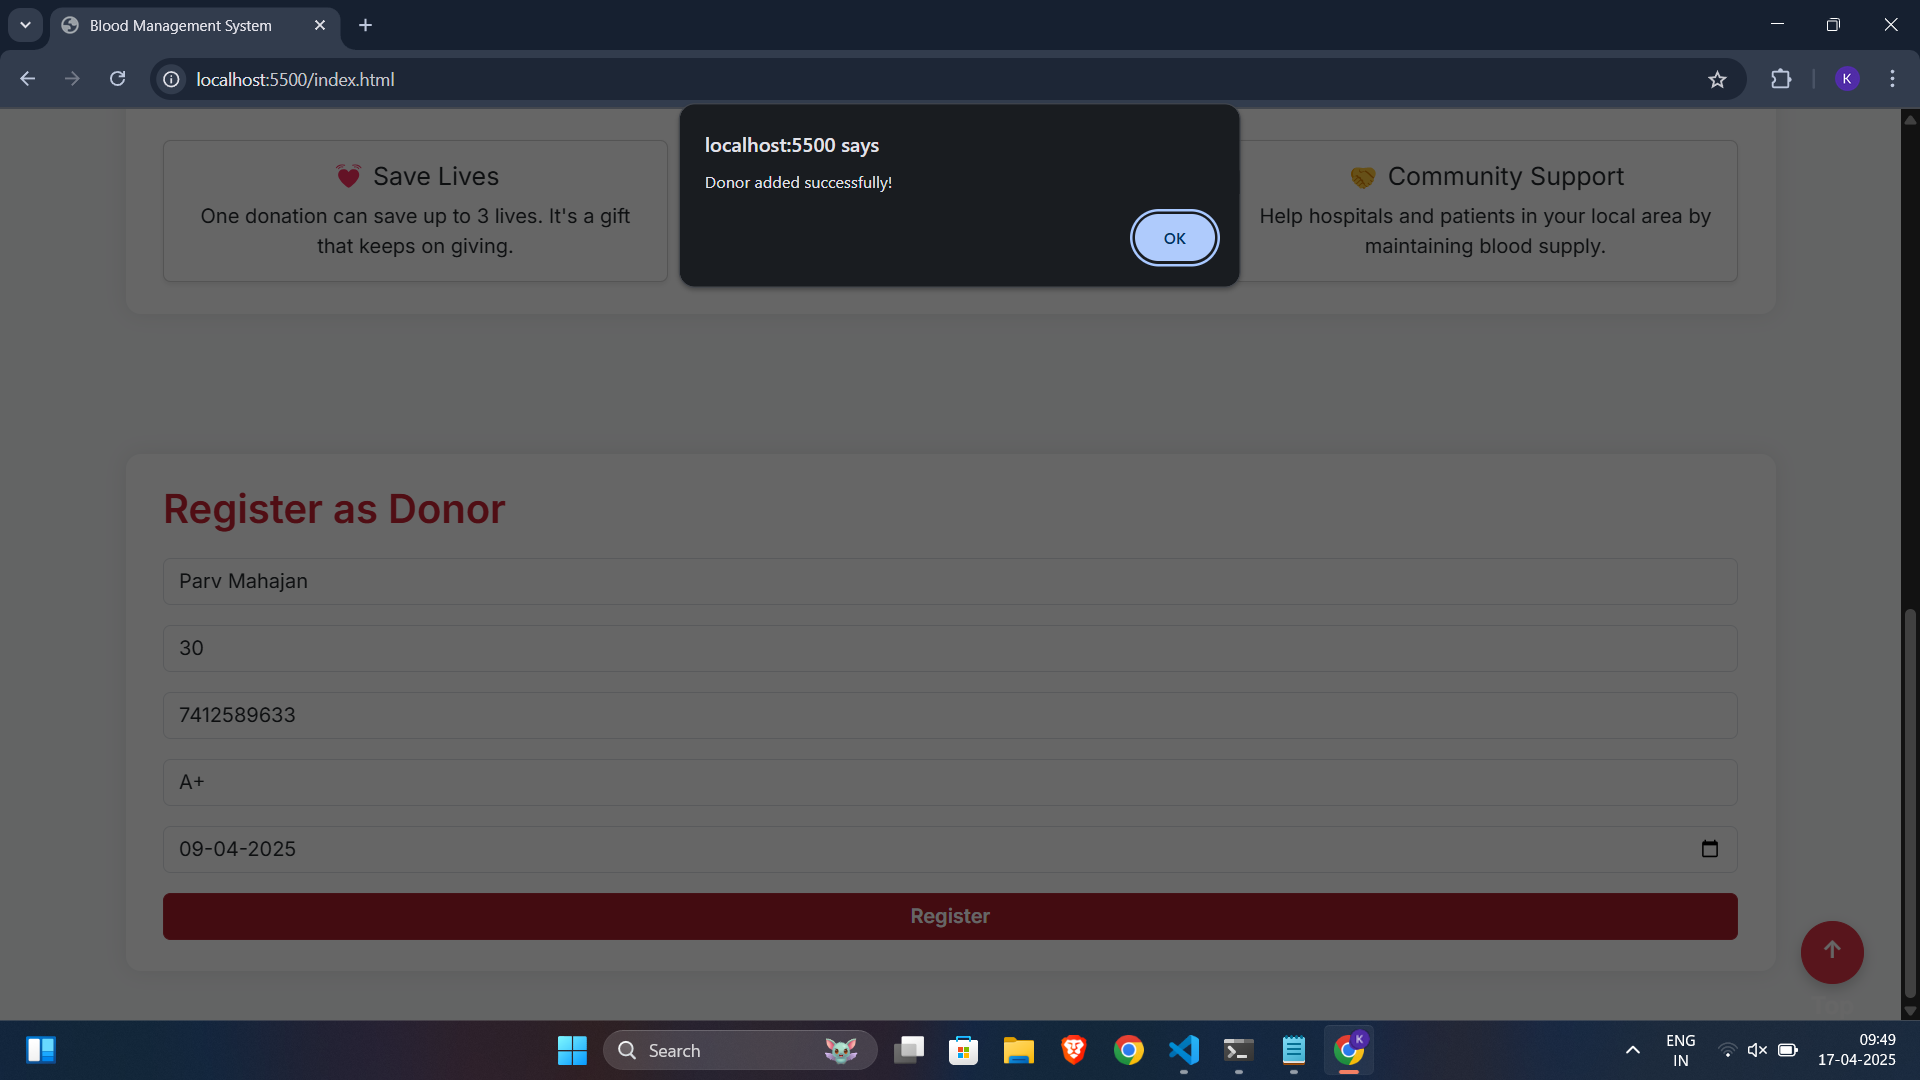 Blood Management System
localhost:5500/index.html
K
localhost:5500 says
Donor added successfully!
OK
Save Lives
One donation can save up to 3 lives. It's a gift
that keeps on giving.
Community Support
Help hospitals and patients in your local area by
maintaining blood supply.
Register as Donor
Parv Mahajan
30
7412589633
A+
09-04-2025
Register
Search
K
ENG
IN
09:49
17-04-2025